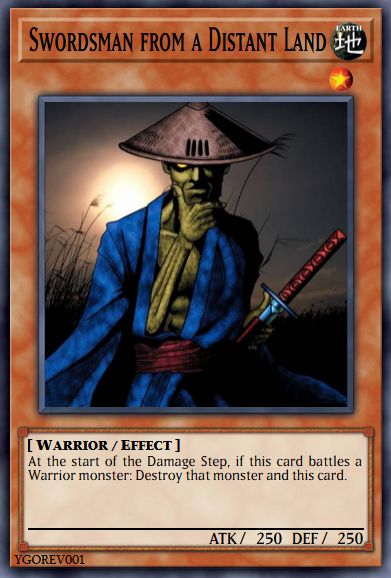 Swordsman from a Distant Land
EARTH
地
[ Warrior / Effect ]
At the start of the Damage Step, if this card battles a
Warrior monster: Destroy that monster and this card.
ATK / 250 DEF / 250
YGOREV001